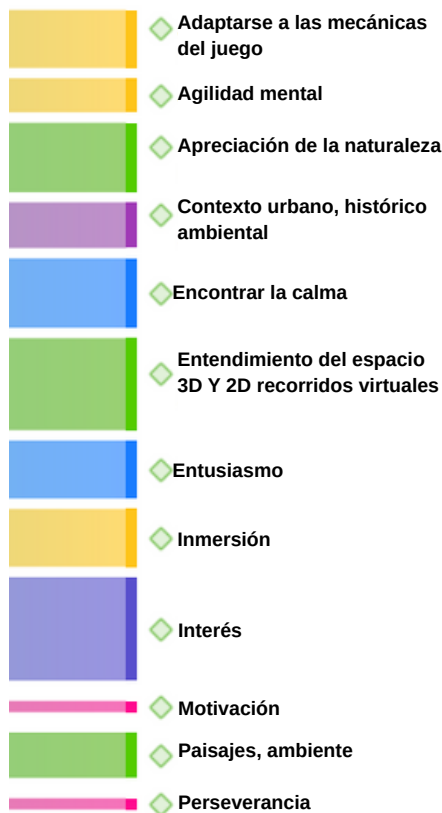 Adaptarse a las mecánicas
del juego
Agilidad mental
Apreciación de la naturaleza
Contexto urbano, histórico
ambiental
Encontrar la calma
Entendimiento del espacio
3D Y 2D recorridos virtuales
Entusiasmo
Inmersión
Interés
Motivación
Paisajes, ambiente
Perseverancia